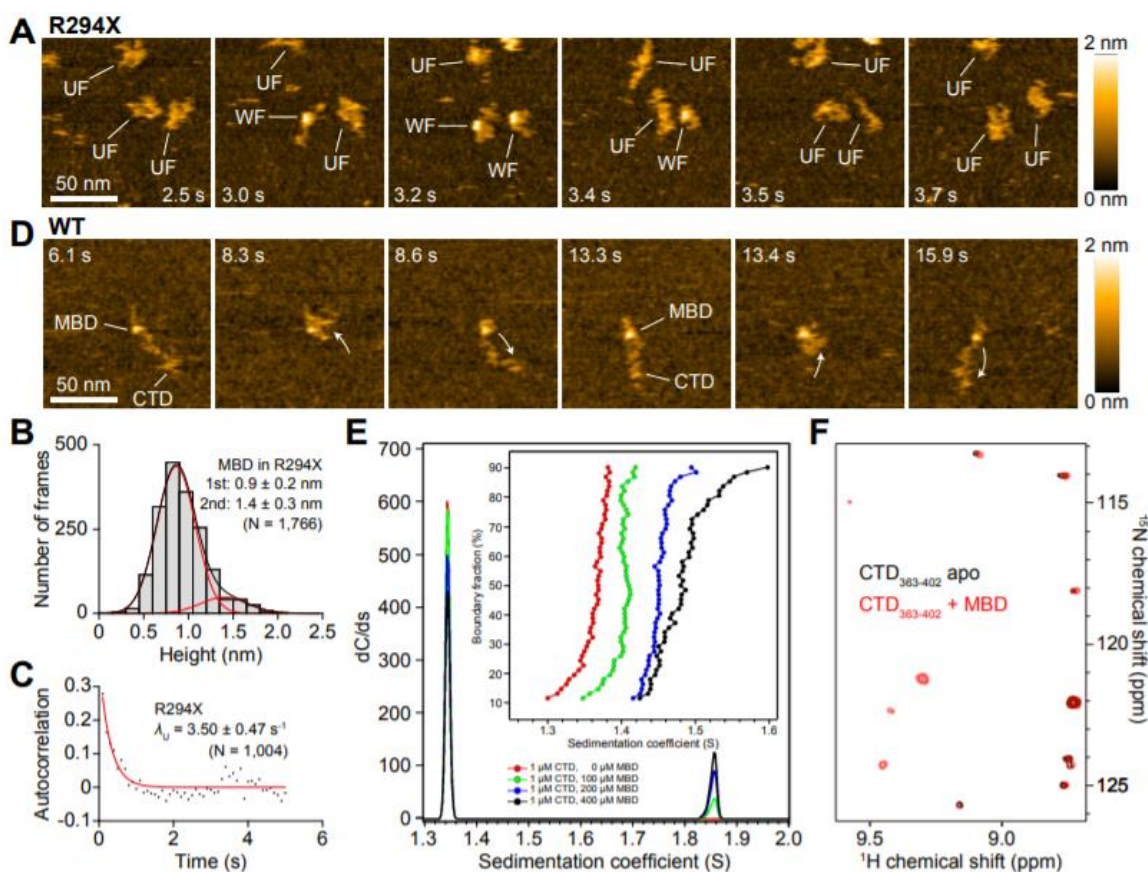 A R294X
UF
UF
UF
50 nm
2.5 s
UF
WF
UF
3.0 s
UF
WF
WF
3.2 s
UF
UF
WF
3.4 s
UF
UF
UF
3.5 s
UF
UF
UF
3.7 s
2 nm
0 nm
D WT
6.1 s
MBD
CTD
50 nm
8.3 s
8.6 s
13.3 s
MBD
CTD
13.4 s
15.9 s
2 nm
0 nm
B
Number of frames
500
250
0
MBD in R294X
1st: 0.9 ± 0.2 nm
2nd: 1.4 ± 0.3 nm
(N = 1,766)
0 0.5 1.0 1.5 2.0 2.5
Height (nm)
C
Autocorrelation
0.3
0.2
0.1
0
-0.1
R294X
λU = 3.50 ± 0.47 s-1
(N = 1,004)
0 2 4 6
Time (s)
E
dC/ds
700
600
500
400
300
200
100
0
Boundary fraction (%)
90
80
70
60
50
40
30
20
10
1.3 1.4 1.5 1.6
Sedimentation coefficient (S)
1 µM CTD, 0 µM MBD
1 µM CTD, 100 µM MBD
1 µM CTD, 200 µM MBD
1 µM CTD, 400 µM MBD
1.3 1.4 1.5 1.6 1.7 1.8 1.9 2.0
Sedimentation coefficient (S)
F
CTD363-402 apo
CTD363-402 + MBD
115
120
125
15N chemical shift (ppm)
9.5 9.0
1H chemical shift (ppm)